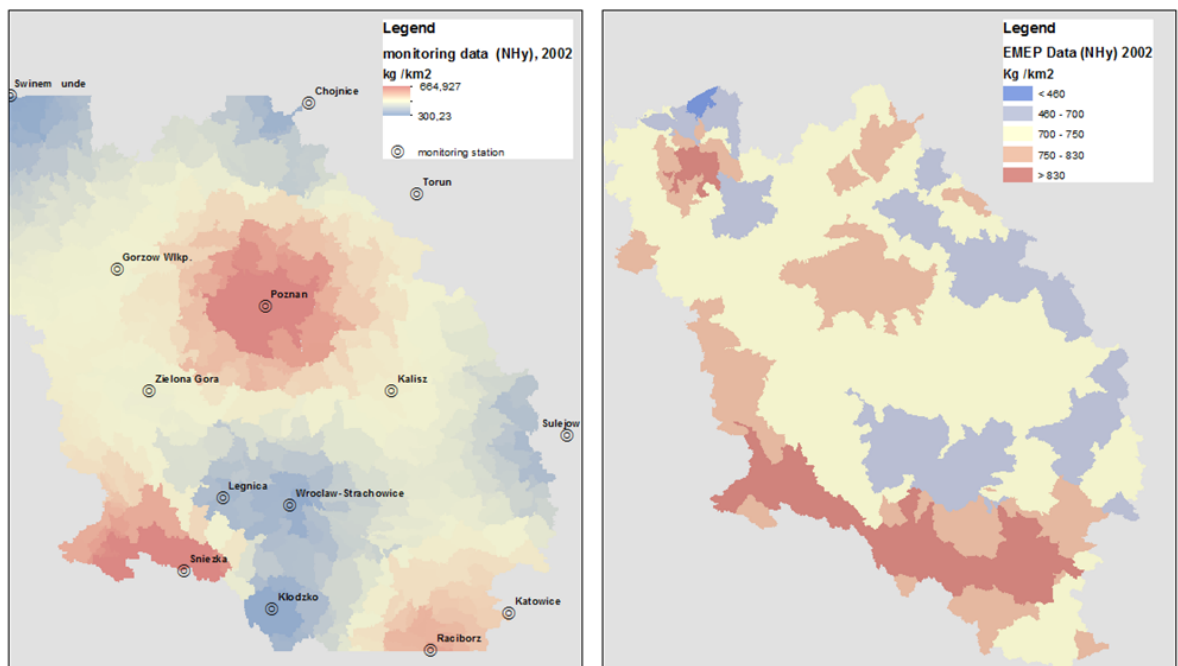 Legend
monitoring data (NHy), 2002
kg /km2
664,927
300,23
monitoring station
Swinem unde
Chojnice
Torun
Gorzow Wlkp.
Poznan
Zielona Gora
Kalisz
Sulejow
Legnica
Wroclaw-Strachowice
Sniezka
Kłodzko
Katowice
Raciborz
Legend
EMEP Data (NHy) 2002
Kg /km2
< 460
460 - 700
700 - 750
750 - 830
> 830